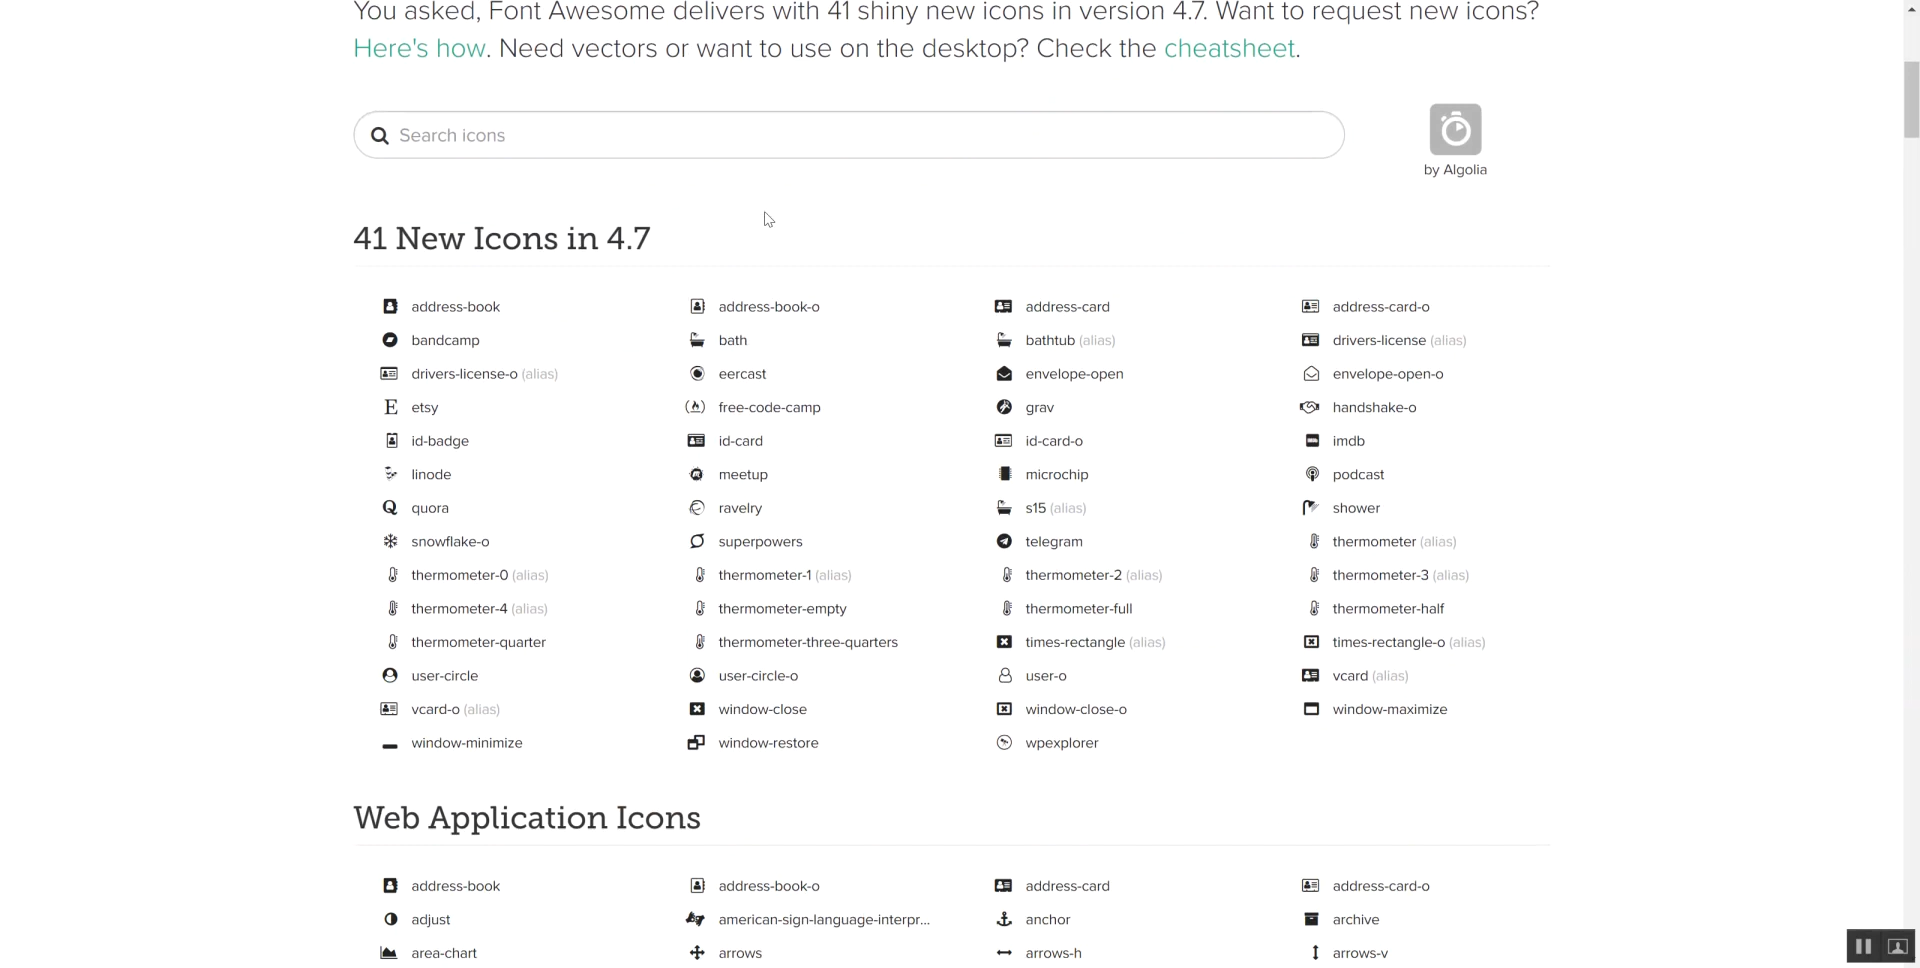 You asked, Font Awesome delivers with 41 shiny new icons in version 4.7. Want to request new icons?
Here's how. Need vectors or want to use on the desktop? Check the cheatsheet.
Search icons
by Algolia
41 New Icons in 4.7
address-book address-book-o address-card address-card-o
bandcamp bath bathtub (alias) drivers-license (alias)
drivers-license-o (alias) eercast envelope-open envelope-open-o
etsy free-code-camp grav handshake-o
id-badge id-card id-card-o imdb
linode meetup microchip podcast
quora ravelry s15 (alias) shower
snowflake-o superpowers telegram thermometer (alias)
thermometer-0 (alias) thermometer-1 (alias) thermometer-2 (alias) thermometer-3 (alias)
thermometer-4 (alias) thermometer-empty thermometer-full thermometer-half
thermometer-quarter thermometer-three-quarters times-rectangle (alias) times-rectangle-o (alias)
user-circle user-circle-o user-o vcard (alias)
vcard-o (alias) window-close window-close-o window-maximize
window-minimize window-restore wpexplorer
Web Application Icons
address-book address-book-o address-card address-card-o
adjust american-sign-language-interpr... anchor archive
area-chart arrows arrows-h arrows-v